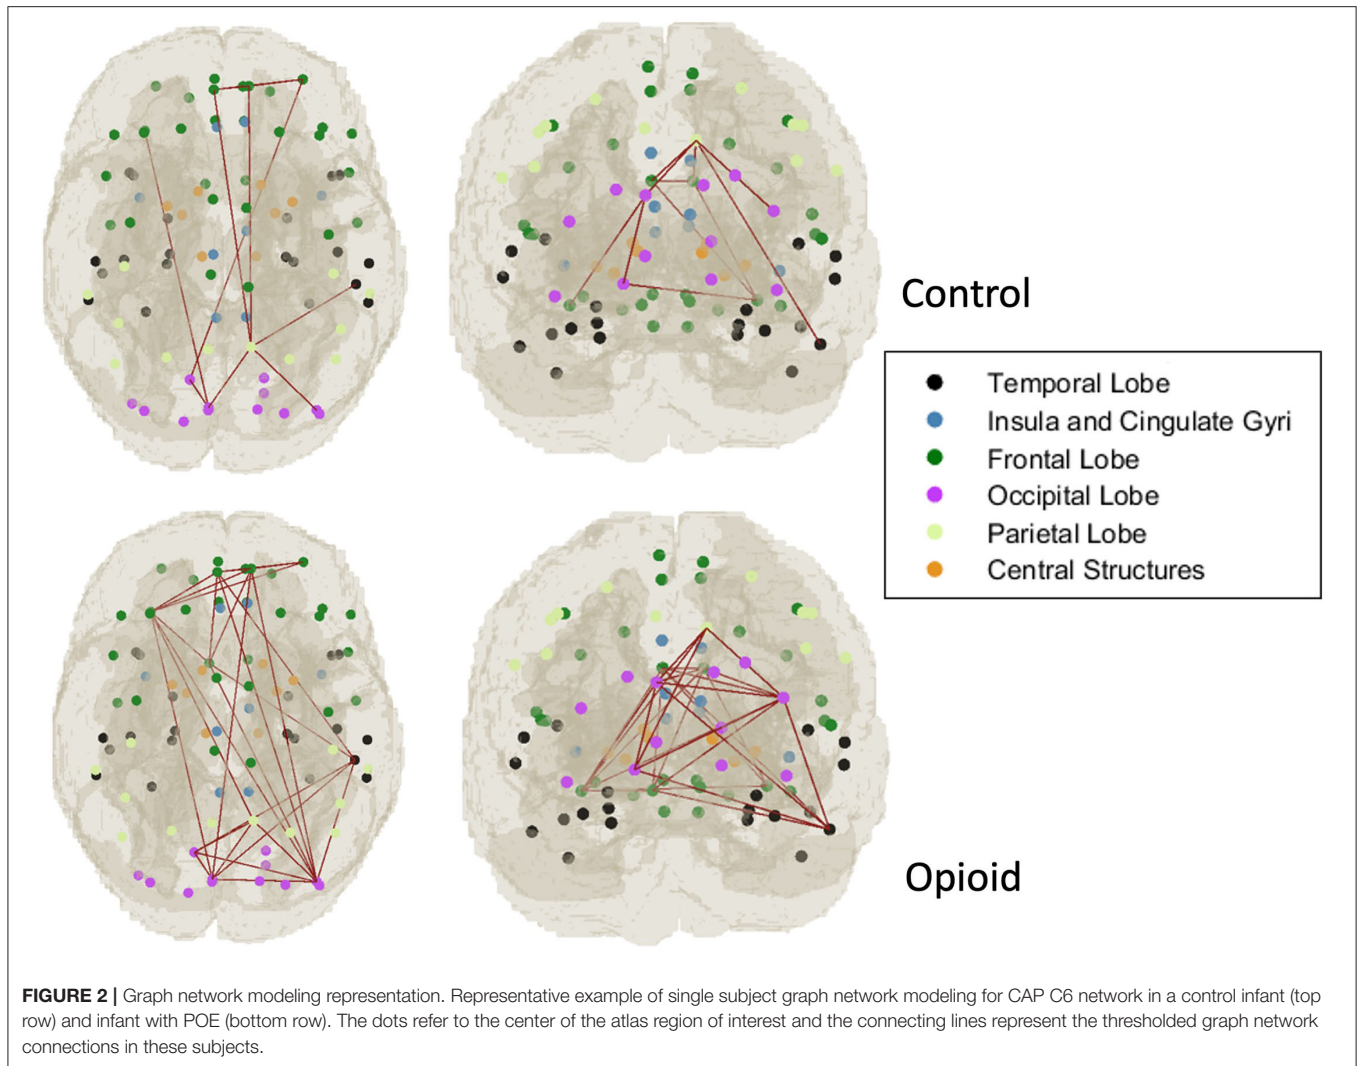 Control
Temporal Lobe
Insula and Cingulate Gyri
Frontal Lobe
Occipital Lobe
Parietal Lobe
Central Structures
Opioid
FIGURE 2 | Graph network modeling representation. Representative example of single subject graph network modeling for CAP C6 network in a control infant (top
row) and infant with POE (bottom row). The dots refer to the center of the atlas region of interest and the connecting lines represent the thresholded graph network
connections in these subjects.